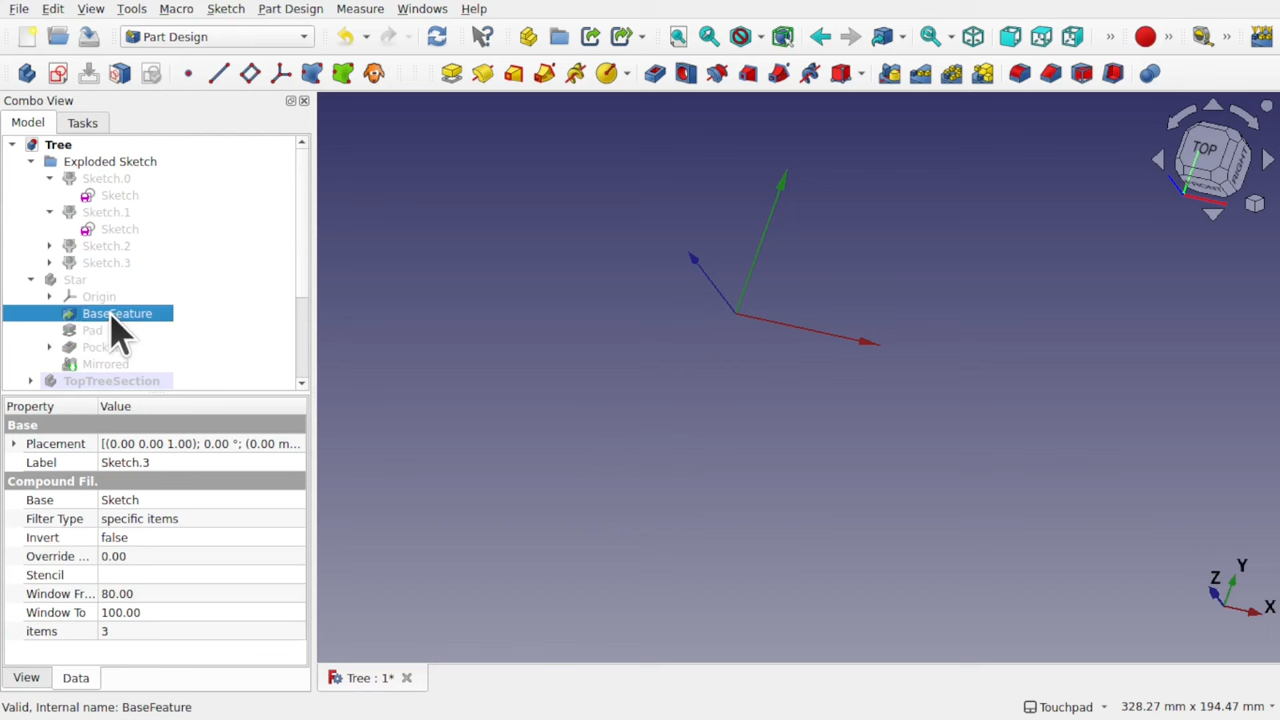 File Edit View Tools Macro Sketch Part Design Measure Windows Help
Part Design
Combo View
Model Tasks
Tree
Exploded Sketch
Sketch.0
Sketch
Sketch.1
Sketch
Sketch.2
Sketch.3
Star
Origin
BaseFeature
Pad
Mirrored
TopTreeSection
Property Value
Base
Placement [(0.00 0.00 1.00); 0.00 °; (0.00 m...
Label Sketch.3
Compound Fil.
Base Sketch
Filter Type specific items
Invert false
Override ... 0.00
Stencil
Window Fr... 80.00
Window To 100.00
items 3
View Data
Tree : 1*
TOP
RIGHT
Z Y X
Valid, Internal name: BaseFeature
Touchpad 328.27 mm x 194.47 mm